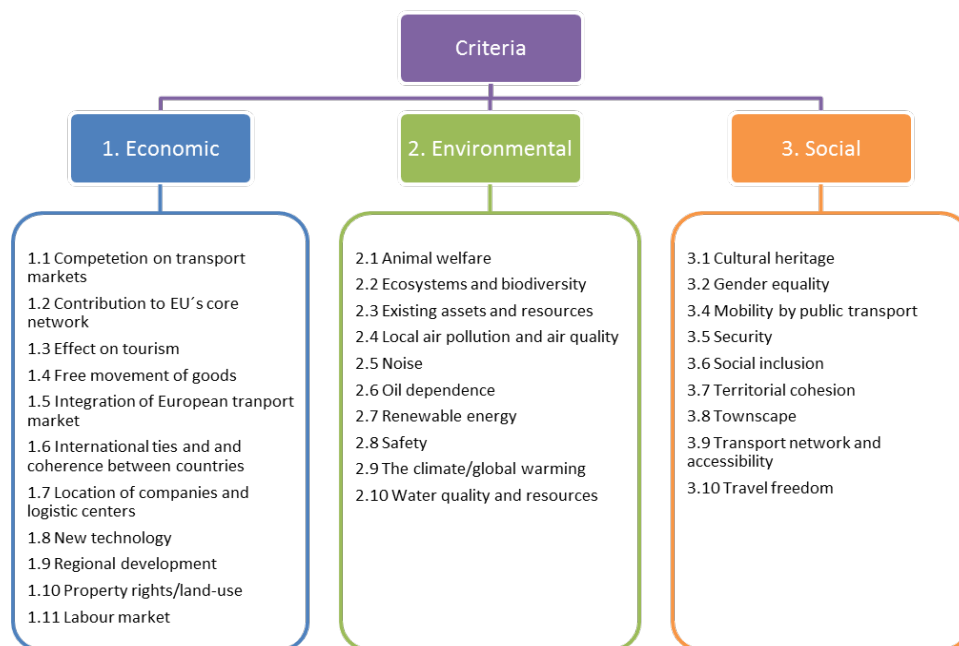 Criteria
1. Economic
2. Environmental
3. Social
1.1 Competetion on transport
markets
1.2 Contribution to EU´s core
network
1.3 Effect on tourism
1.4 Free movement of goods
1.5 Integration of European tranport
market
1.6 International ties and and
coherence between countries
1.7 Location of companies and
logistic centers
1.8 New technology
1.9 Regional development
1.10 Property rights/land-use
1.11 Labour market
2.1 Animal welfare
2.2 Ecosystems and biodiversity
2.3 Existing assets and resources
2.4 Local air pollution and air quality
2.5 Noise
2.6 Oil dependence
2.7 Renewable energy
2.8 Safety
2.9 The climate/global warming
2.10 Water quality and resources
3.1 Cultural heritage
3.2 Gender equality
3.4 Mobility by public transport
3.5 Security
3.6 Social inclusion
3.7 Territorial cohesion
3.8 Townscape
3.9 Transport network and
accessibility
3.10 Travel freedom